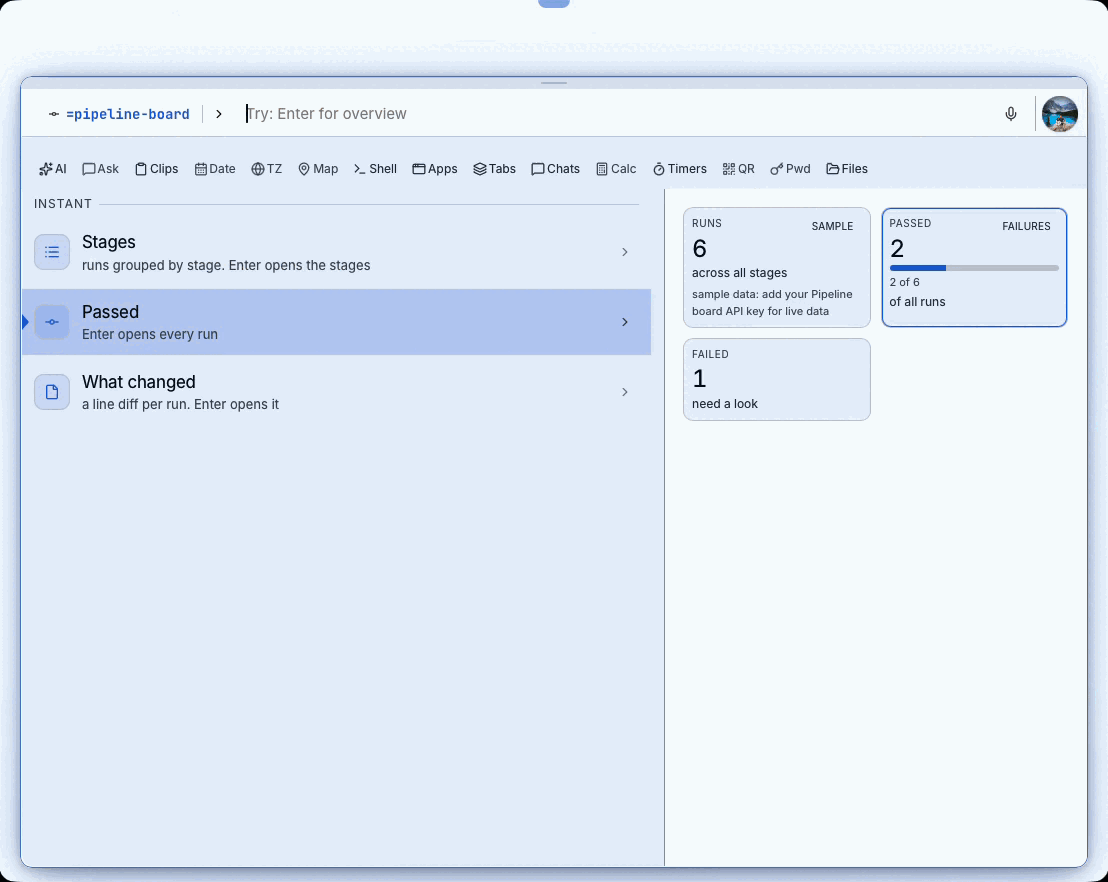 =pipeline-board
Try: Enter for overview
AI Ask Clips Date TZ Map Shell Apps Tabs Chats Calc Timers QR Pwd Files
INSTANT
Stages
runs grouped by stage. Enter opens the stages
Passed
Enter opens every run
What changed
a line diff per run. Enter opens it
RUNS SAMPLE
6
across all stages
sample data: add your Pipeline
board API key for live data
PASSED FAILURES
2
2 of 6
of all runs
FAILED
1
need a look